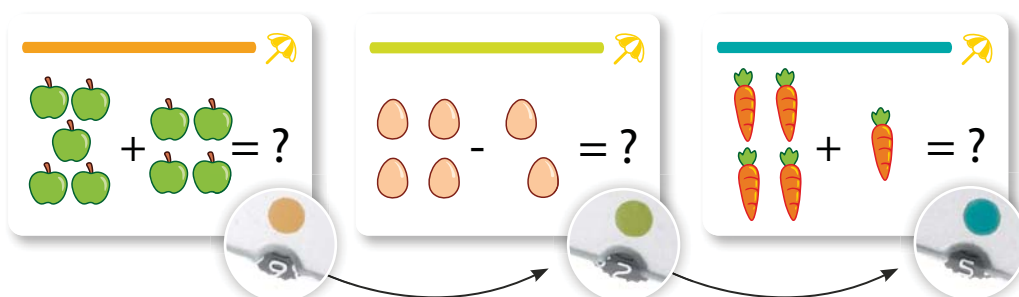 + = ?
- = ?
+ = ?
9
2
5